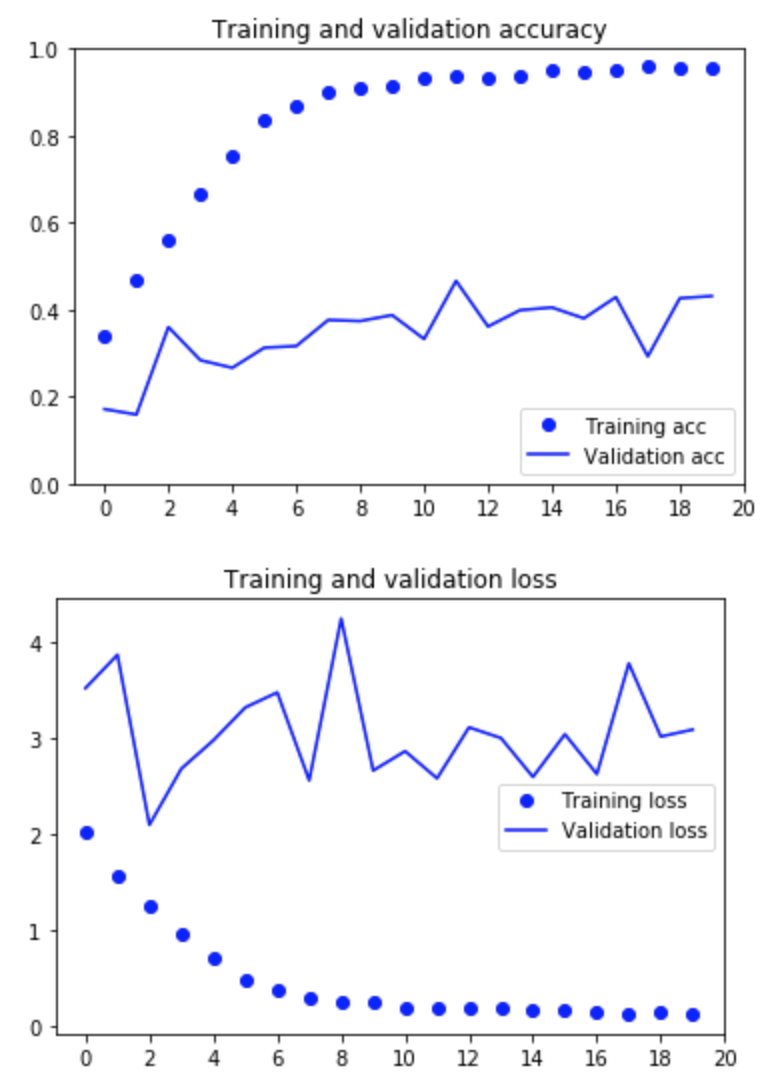 Training and validation accuracy
1.0
0.8
0.6
0.4
0.2
0.0
Training acc
Validation acc
0 2 4 6 8 10 12 14 16 18 20
Training and validation loss
4
3
2
1
0
Training loss
Validation loss
0 2 4 6 8 10 12 14 16 18 20